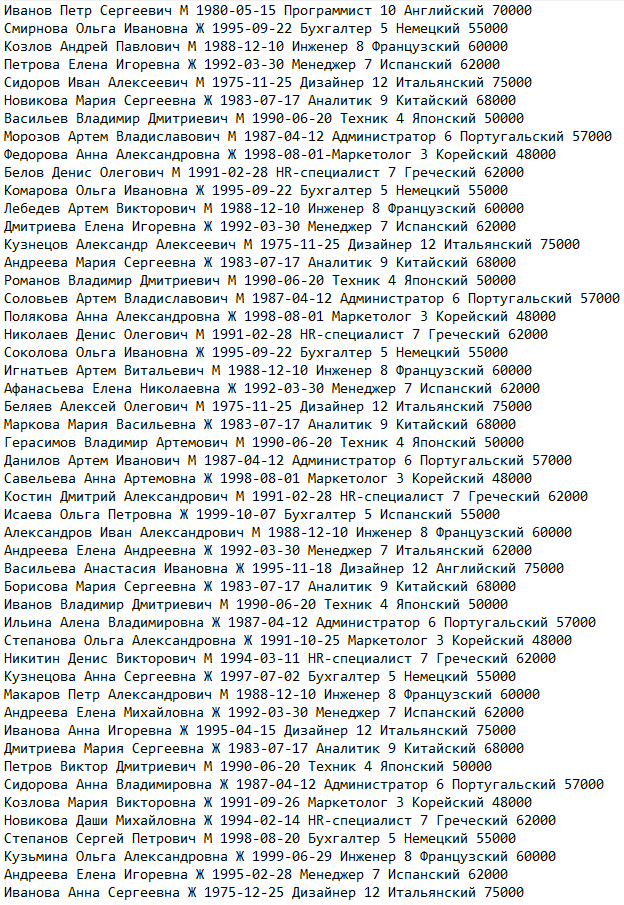 Иванов Петр Сергеевич М 1980-05-15 Программист 10 Английский 70000
Смирнова Ольга Ивановна Ж 1995-09-22 Бухгалтер 5 Немецкий 55000
Козлов Андрей Павлович М 1988-12-10 Инженер 8 Французский 60000
Петрова Елена Игоревна Ж 1992-03-30 Менеджер 7 Испанский 62000
Сидоров Иван Алексеевич М 1975-11-25 Дизайнер 12 Итальянский 75000
Новикова Мария Сергеевна Ж 1983-07-17 Аналитик 9 Китайский 68000
Васильев Владимир Дмитриевич М 1990-06-20 Техник 4 Японский 50000
Морозов Артем Владиславович М 1987-04-12 Администратор 6 Португальский 57000
Федорова Анна Александровна Ж 1998-08-01-Маркетолог 3 Корейский 48000
Белов Денис Олегович М 1991-02-28 HR-специалист 7 Греческий 62000
Комарова Ольга Ивановна Ж 1995-09-22 Бухгалтер 5 Немецкий 55000
Лебедев Артем Викторович М 1988-12-10 Инженер 8 Французский 60000
Дмитриева Елена Игоревна Ж 1992-03-30 Менеджер 7 Испанский 62000
Кузнецов Александр Алексеевич М 1975-11-25 Дизайнер 12 Итальянский 75000
Андреева Мария Сергеевна Ж 1983-07-17 Аналитик 9 Китайский 68000
Романов Владимир Дмитриевич М 1990-06-20 Техник 4 Японский 50000
Соловьев Артем Владиславович М 1987-04-12 Администратор 6 Португальский 57000
Полякова Анна Александровна Ж 1998-08-01 Маркетолог 3 Корейский 48000
Николаев Денис Олегович М 1991-02-28 HR-специалист 7 Греческий 62000
Соколова Ольга Ивановна Ж 1995-09-22 Бухгалтер 5 Немецкий 55000
Игнатьев Артем Витальевич М 1988-12-10 Инженер 8 Французский 60000
Афанасьева Елена Николаевна Ж 1992-03-30 Менеджер 7 Испанский 62000
Беляев Алексей Олегович М 1975-11-25 Дизайнер 12 Итальянский 75000
Маркова Мария Васильевна Ж 1983-07-17 Аналитик 9 Китайский 68000
Герасимов Владимир Артемович М 1990-06-20 Техник 4 Японский 50000
Данилов Артем Иванович М 1987-04-12 Администратор 6 Португальский 57000
Савельева Анна Артемовна Ж 1998-08-01 Маркетолог 3 Корейский 48000
Костин Дмитрий Александрович М 1991-02-28 HR-специалист 7 Греческий 62000
Исаева Ольга Петровна Ж 1999-10-07 Бухгалтер 5 Испанский 55000
Александров Иван Александрович М 1988-12-10 Инженер 8 Французский 60000
Андреева Елена Андреевна Ж 1992-03-30 Менеджер 7 Итальянский 62000
Васильева Анастасия Ивановна Ж 1995-11-18 Дизайнер 12 Английский 75000
Борисова Мария Сергеевна Ж 1983-07-17 Аналитик 9 Китайский 68000
Иванов Владимир Дмитриевич М 1990-06-20 Техник 4 Японский 50000
Ильина Алена Владимировна Ж 1987-04-12 Администратор 6 Португальский 57000
Степанова Ольга Александровна Ж 1991-10-25 Маркетолог 3 Корейский 48000
Никитин Денис Викторович М 1994-03-11 HR-специалист 7 Греческий 62000
Кузнецова Анна Сергеевна Ж 1997-07-02 Бухгалтер 5 Немецкий 55000
Макаров Петр Александрович М 1988-12-10 Инженер 8 Французский 60000
Андреева Елена Михайловна Ж 1992-03-30 Менеджер 7 Испанский 62000
Иванова Анна Игоревна Ж 1995-04-15 Дизайнер 12 Итальянский 75000
Дмитриева Мария Сергеевна Ж 1983-07-17 Аналитик 9 Китайский 68000
Петров Виктор Дмитриевич М 1990-06-20 Техник 4 Японский 50000
Сидорова Анна Владимировна Ж 1987-04-12 Администратор 6 Португальский 57000
Козлова Мария Викторовна Ж 1991-09-26 Маркетолог 3 Корейский 48000
Новикова Даши Михайловна Ж 1994-02-14 HR-специалист 7 Греческий 62000
Степанов Сергей Петрович М 1998-08-20 Бухгалтер 5 Немецкий 55000
Кузьмина Ольга Александровна Ж 1999-06-29 Инженер 8 Французский 60000
Андреева Елена Игоревна Ж 1995-02-28 Менеджер 7 Испанский 62000
Иванова Анна Сергеевна Ж 1975-12-25 Дизайнер 12 Итальянский 75000